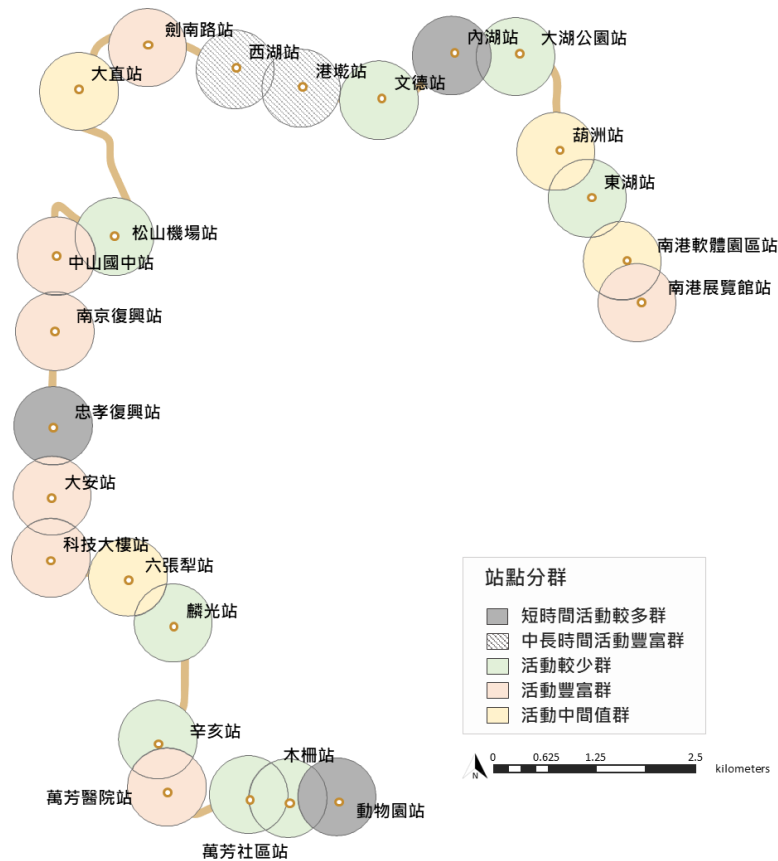 劍南路站
西湖站
港墘站
文德站
內湖站
大湖公園站
大直站
葫洲站
東湖站
松山機場站
中山國中站
南港軟體園區站
南港展覽館站
南京復興站
忠孝復興站
大安站
科技大樓站
六張犁站
麟光站
辛亥站
萬芳醫院站
木柵站
動物園站
萬芳社區站
站點分群
短時間活動較多群
中長時間活動豐富群
活動較少群
活動豐富群
活動中間值群
N
0 0.625 1.25 2.5
kilometers